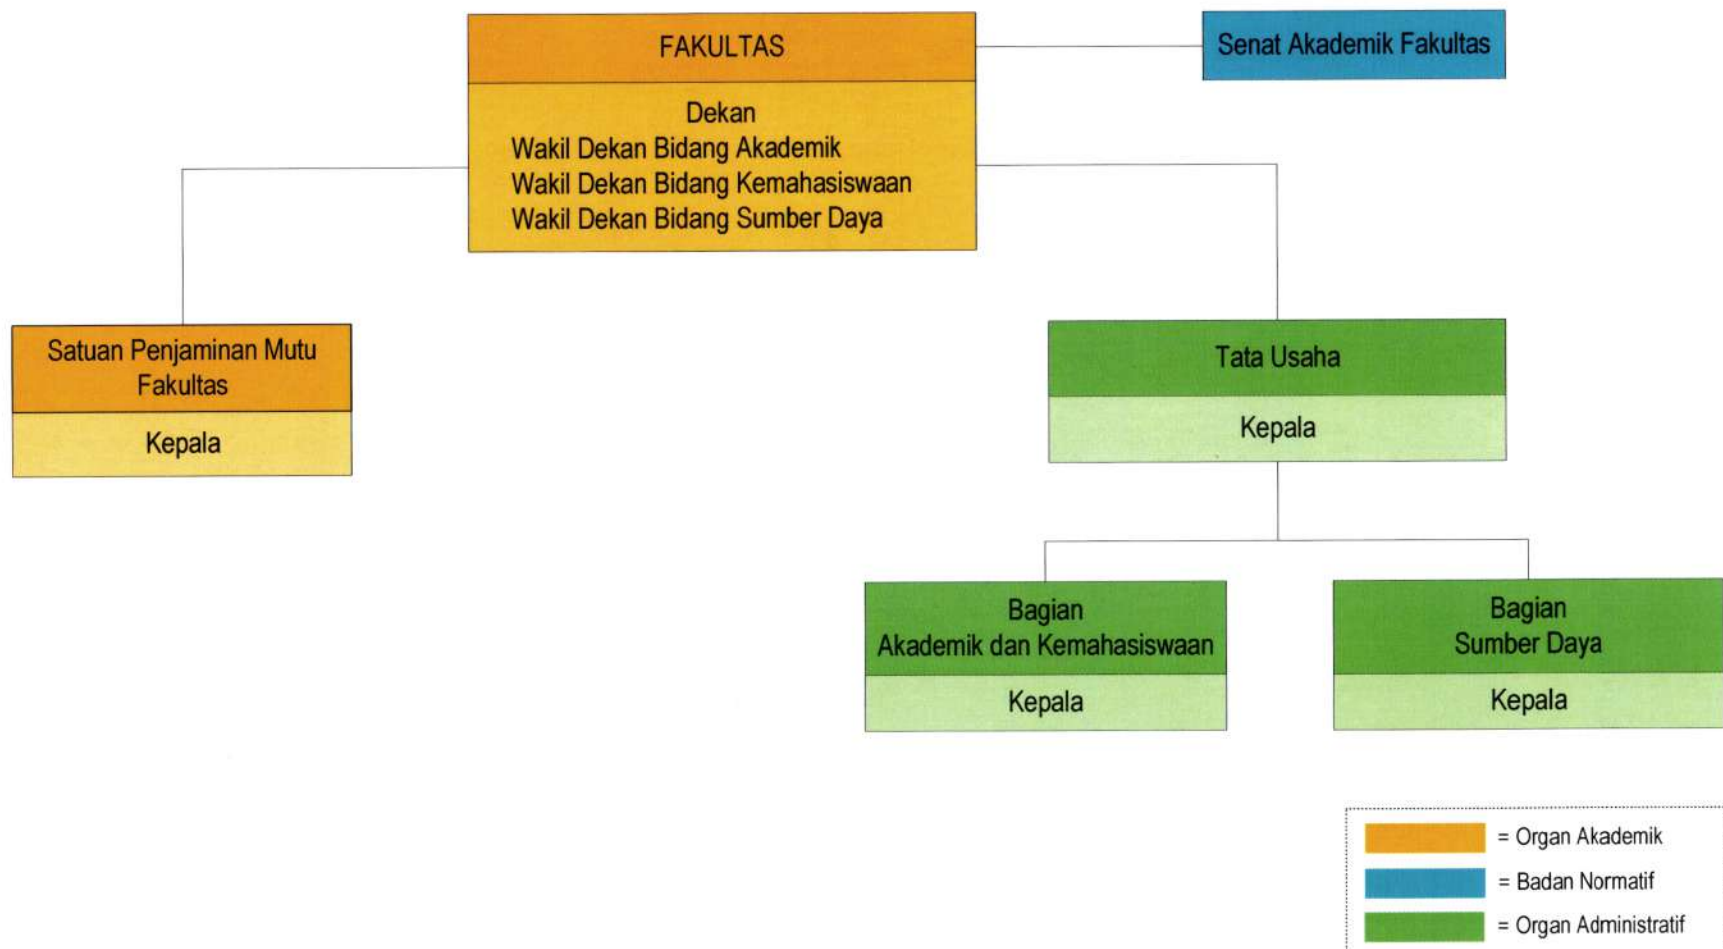 FAKULTAS
Senat Akademik Fakultas
Dekan
Wakil Dekan Bidang Akademik
Wakil Dekan Bidang Kemahasiswaan
Wakil Dekan Bidang Sumber Daya
Satuan Penjaminan Mutu
Fakultas
Kepala
Tata Usaha
Kepala
Bagian
Akademik dan Kemahasiswaan
Kepala
Bagian
Sumber Daya
Kepala
= Organ Akademik
= Badan Normatif
= Organ Administratif